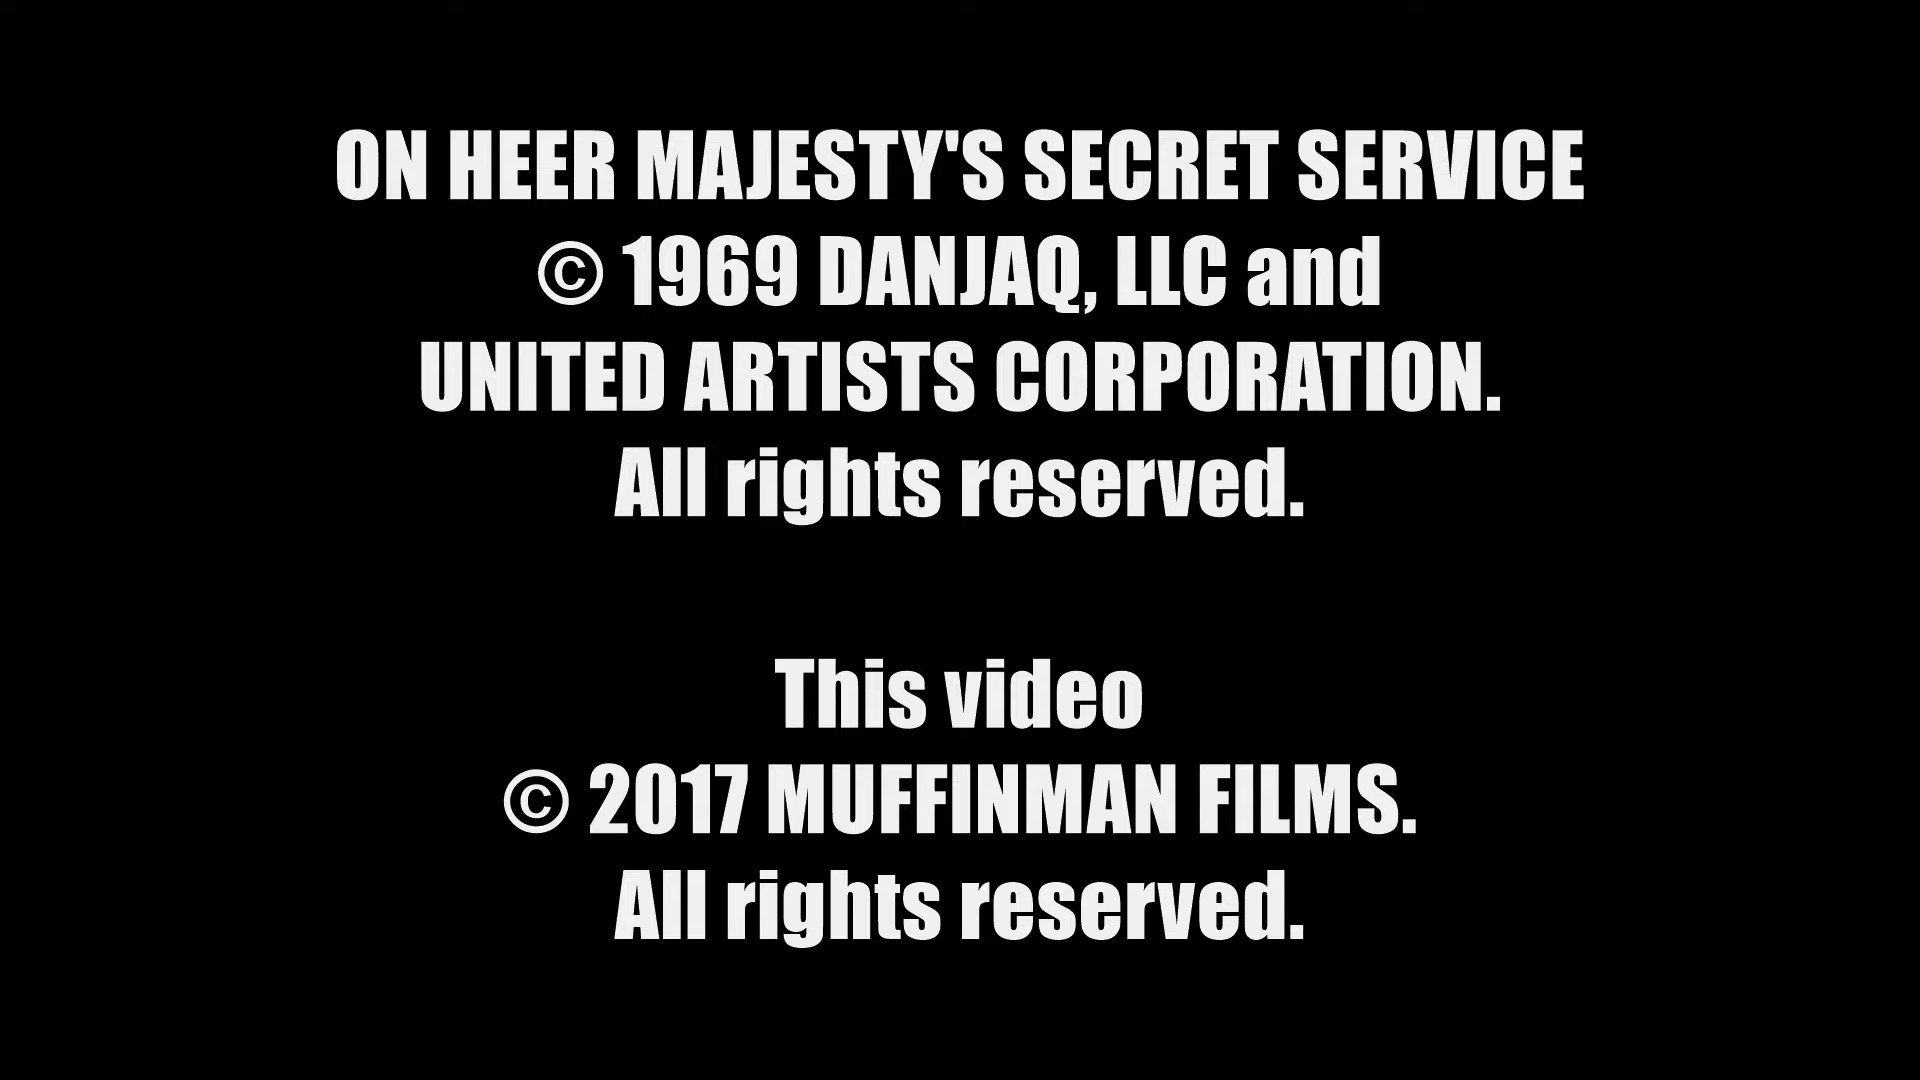 ON HEER MAJESTY'S SECRET SERVICE
© 1969 DANJAQ, LLC and
UNITED ARTISTS CORPORATION.
All rights reserved.
This video
© 2017 MUFFINMAN FILMS.
All rights reserved.